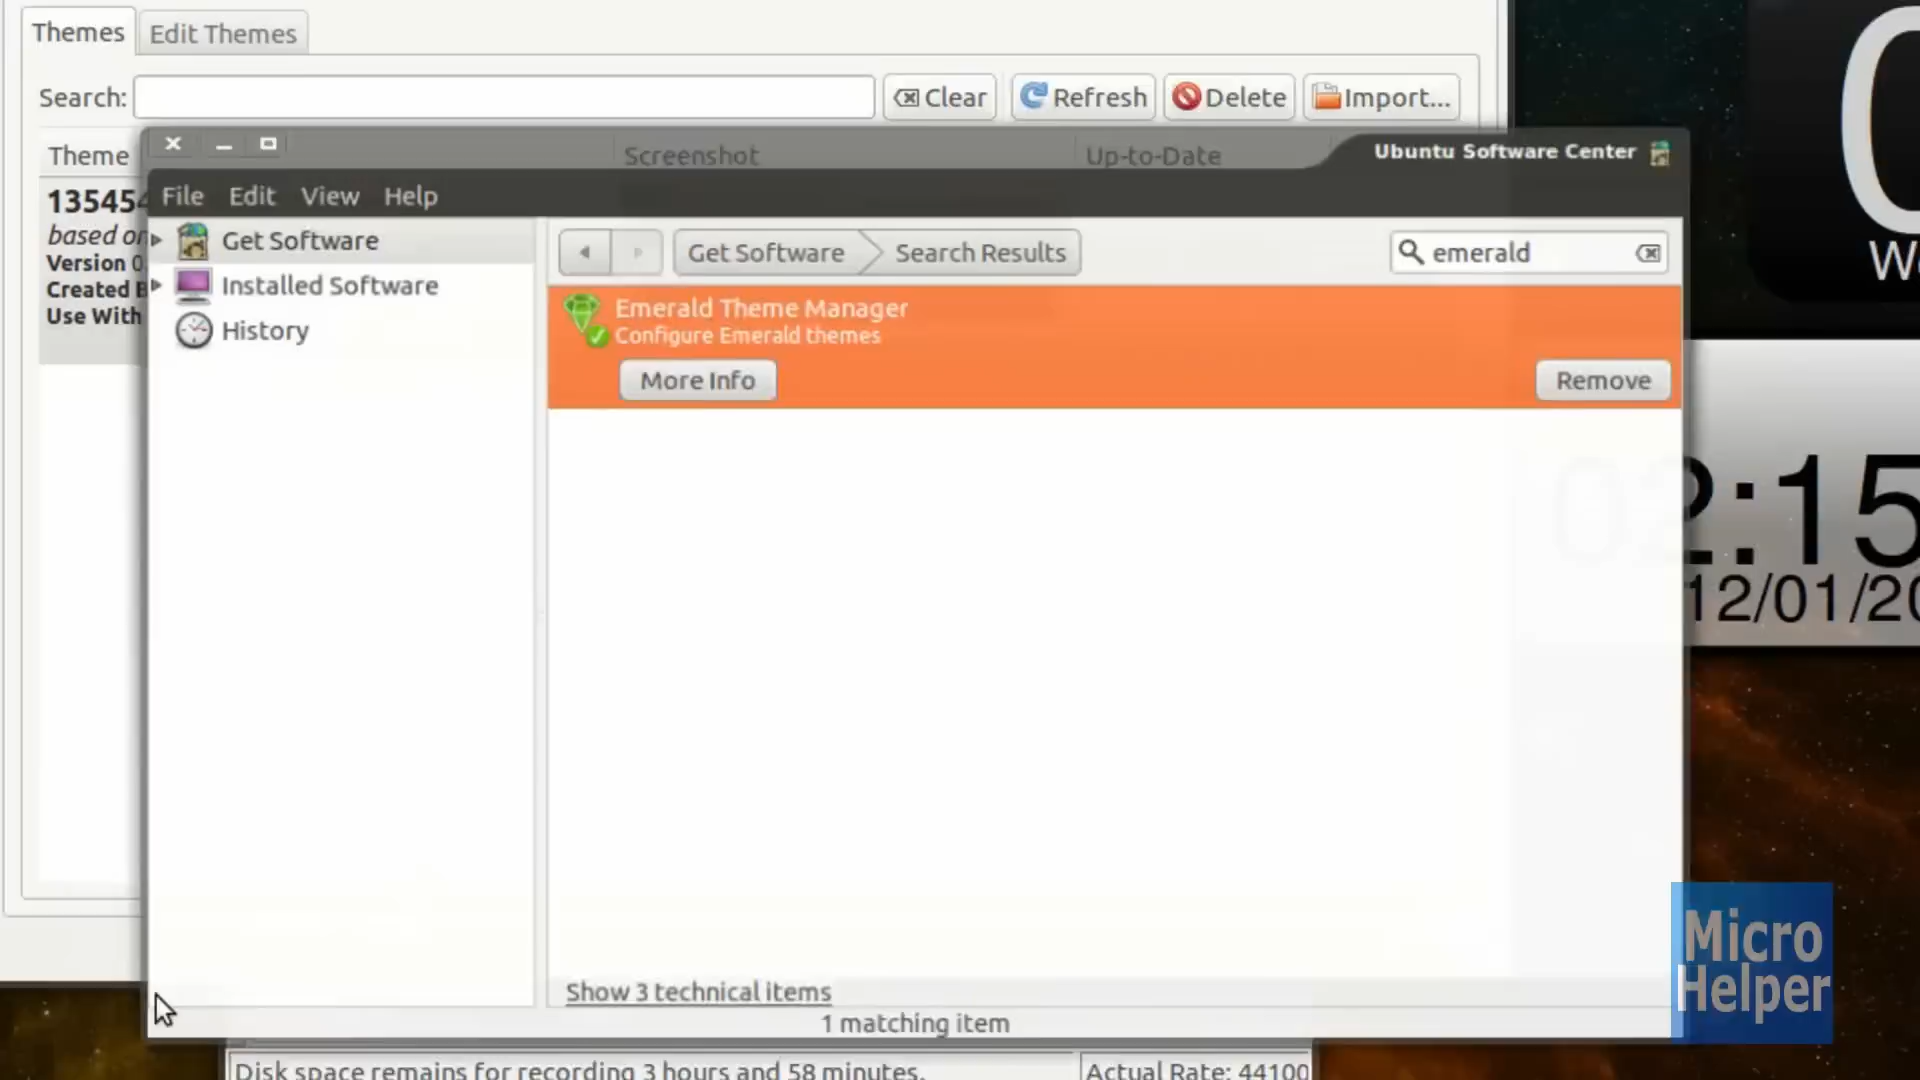 Themes
Edit Themes
Search:
Clear
Refresh
Delete
Import...
Theme
Screenshot
Up-to-Date
Ubuntu Software Center
File Edit View Help
based on
Version
Created
Use With
Get Software
Installed Software
History
Get Software
Search Results
emerald
Emerald Theme Manager
Configure Emerald themes
More Info
Remove
02:15
12/01/20
Show 3 technical items
1 matching item
Micro
Helper
Disk space remains for recording 3 hours and 58 minutes.
Actual Rate: 44100